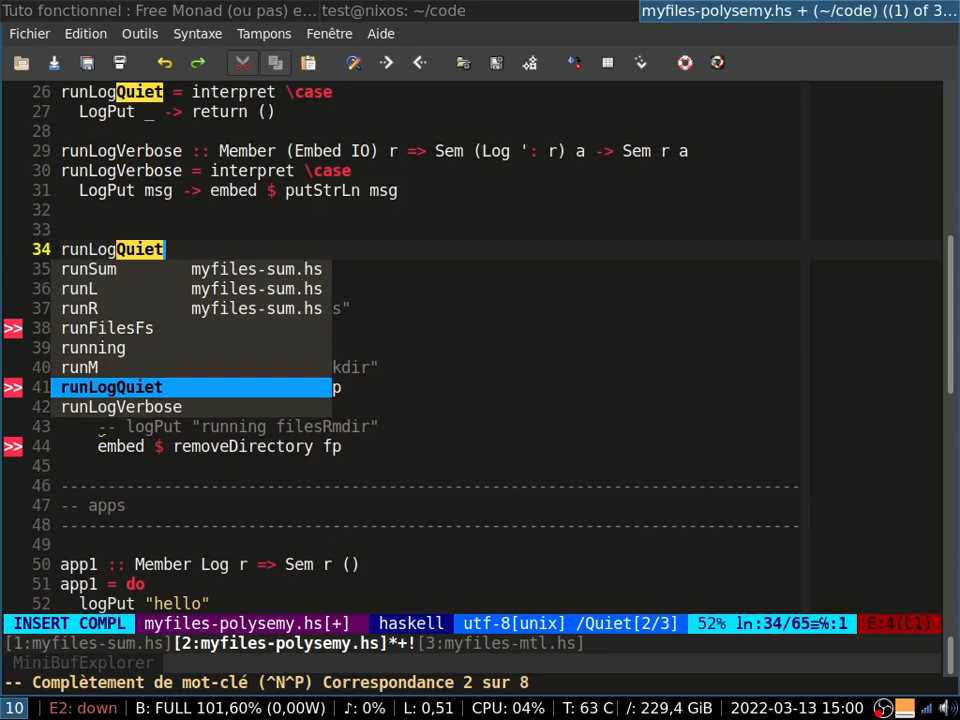 Tuto fonctionnel : Free Monad (ou pas) e... test@nixos: ~/code myfiles-polysemy.hs + (~/code) ((1) of 3...
Fichier Edition Outils Syntaxe Tampons Fenêtre Aide
26 runLogQuiet = interpret \case
27 LogPut _ -> return ()
28
29 runLogVerbose :: Member (Embed IO) r => Sem (Log ': r) a -> Sem r a
30 runLogVerbose = interpret \case
31 LogPut msg -> embed $ putStrLn msg
32
33
34 runLogQuiet
35 runSum myfiles-sum.hs
36 runL myfiles-sum.hs
37 runR myfiles-sum.hs s"
>> 38 runFilesFs
39 running
40 runM kdir"
>> 41 runLogQuiet p
42 runLogVerbose
43 -- logPut "running filesRmdir"
>> 44 embed $ removeDirectory fp
45
46 -------------------------------------------------------------------------------
47 -- apps
48 -------------------------------------------------------------------------------
49
50 app1 :: Member Log r => Sem r ()
51 app1 = do
52 logPut "hello"
INSERT COMPL myfiles-polysemy.hs[+] haskell utf-8[unix] /Quiet[2/3] 52% ln:34/65≡℅:1 E:4(L1)
[1:myfiles-sum.hs][2:myfiles-polysemy.hs]*+![3:myfiles-mtl.hs]
MiniBufExplorer
-- Complètement de mot-clé (^N^P) Correspondance 2 sur 8
10 E2: down B: FULL 101,60% (0,00W) ♪: 0% L: 0,51 CPU: 04% T: 63 C /: 229,4 GiB 2022-03-13 15:00